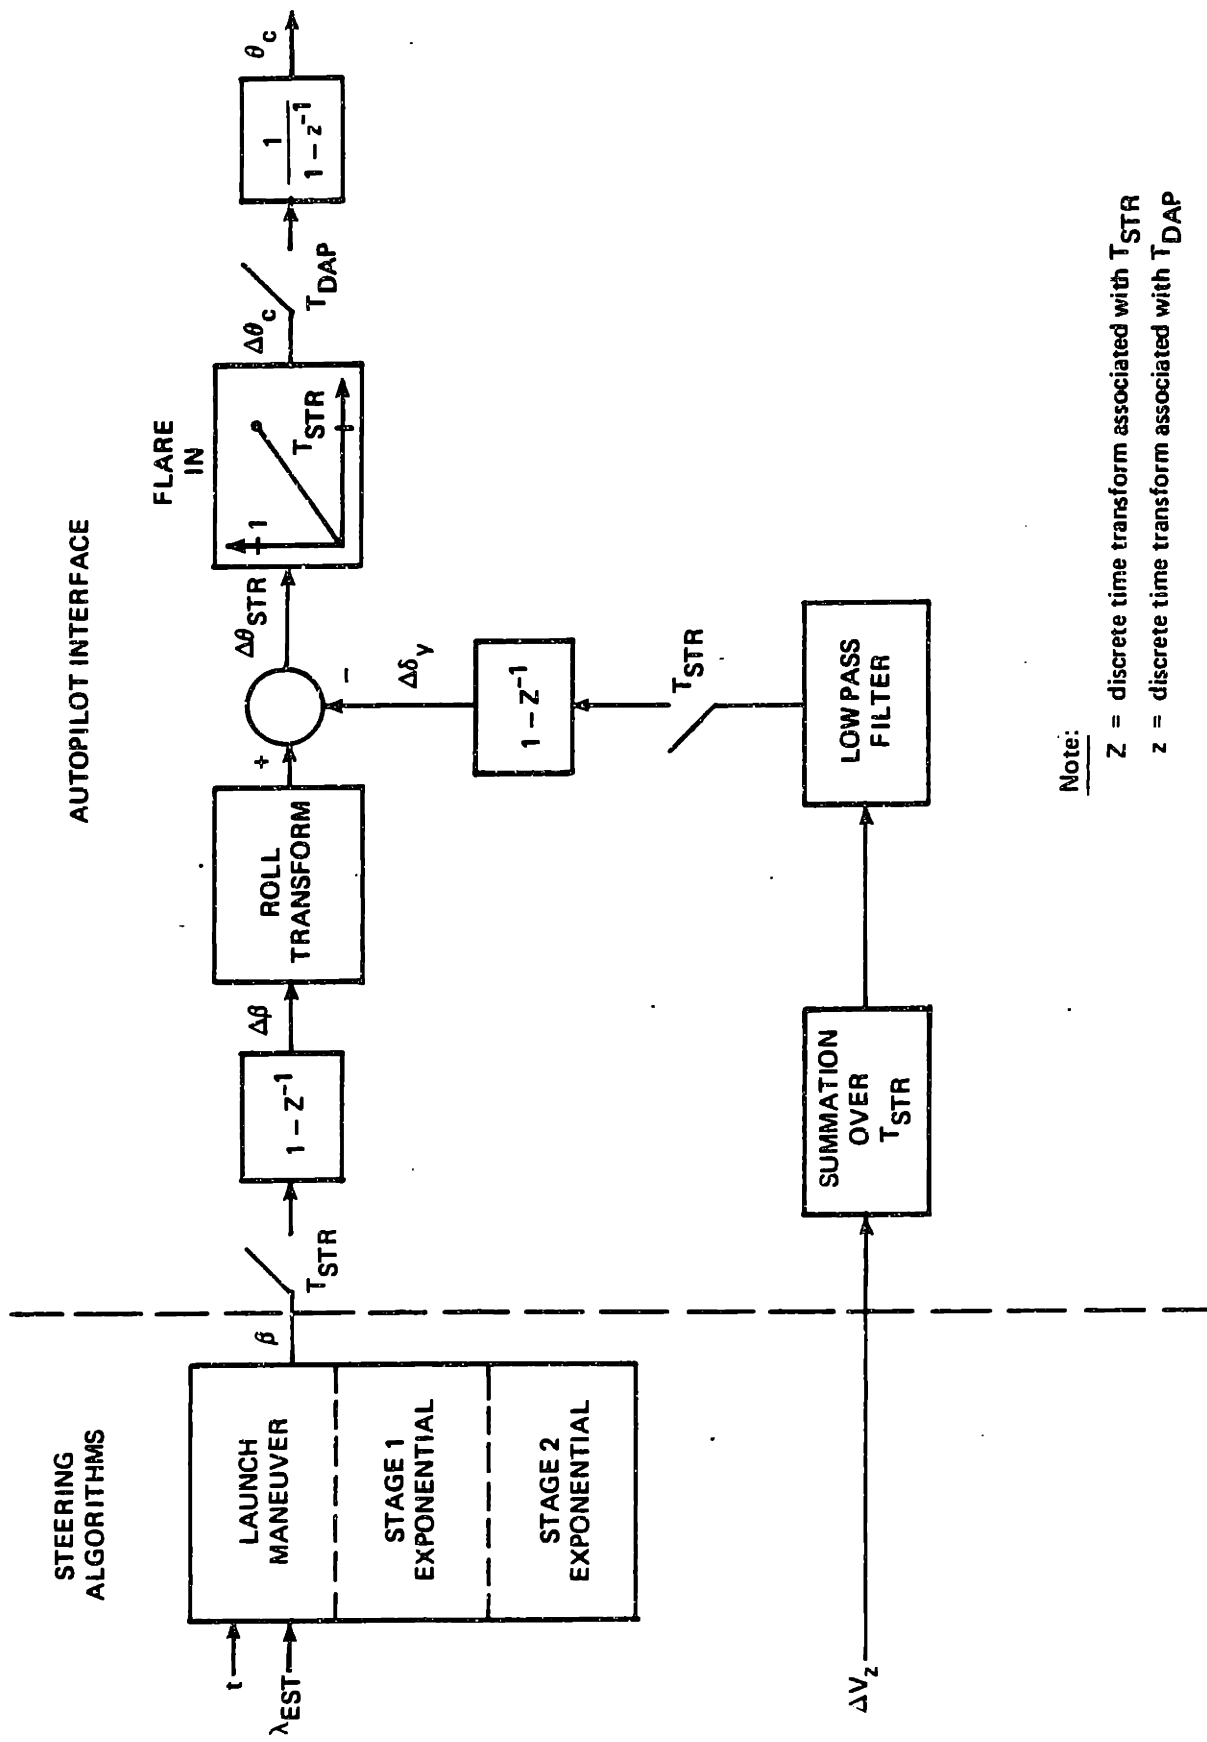 STEERING
ALGORITHMS
AUTOPILOT INTERFACE
t
λEST
LAUNCH
MANEUVER
STAGE 1
EXPONENTIAL
STAGE 2
EXPONENTIAL
β
TSTR
1 – Z⁻¹
Δβ
ROLL
TRANSFORM
+
–
ΔθSTR
FLARE
IN
1
TSTR
Δθc
TDAP
1
1 – z⁻¹
θc
Δδy
1 – Z⁻¹
TSTR
ΔVz
SUMMATION
OVER
TSTR
LOW PASS
FILTER
Note:
Z = discrete time transform associated with TSTR
z = discrete time transform associated with TDAP